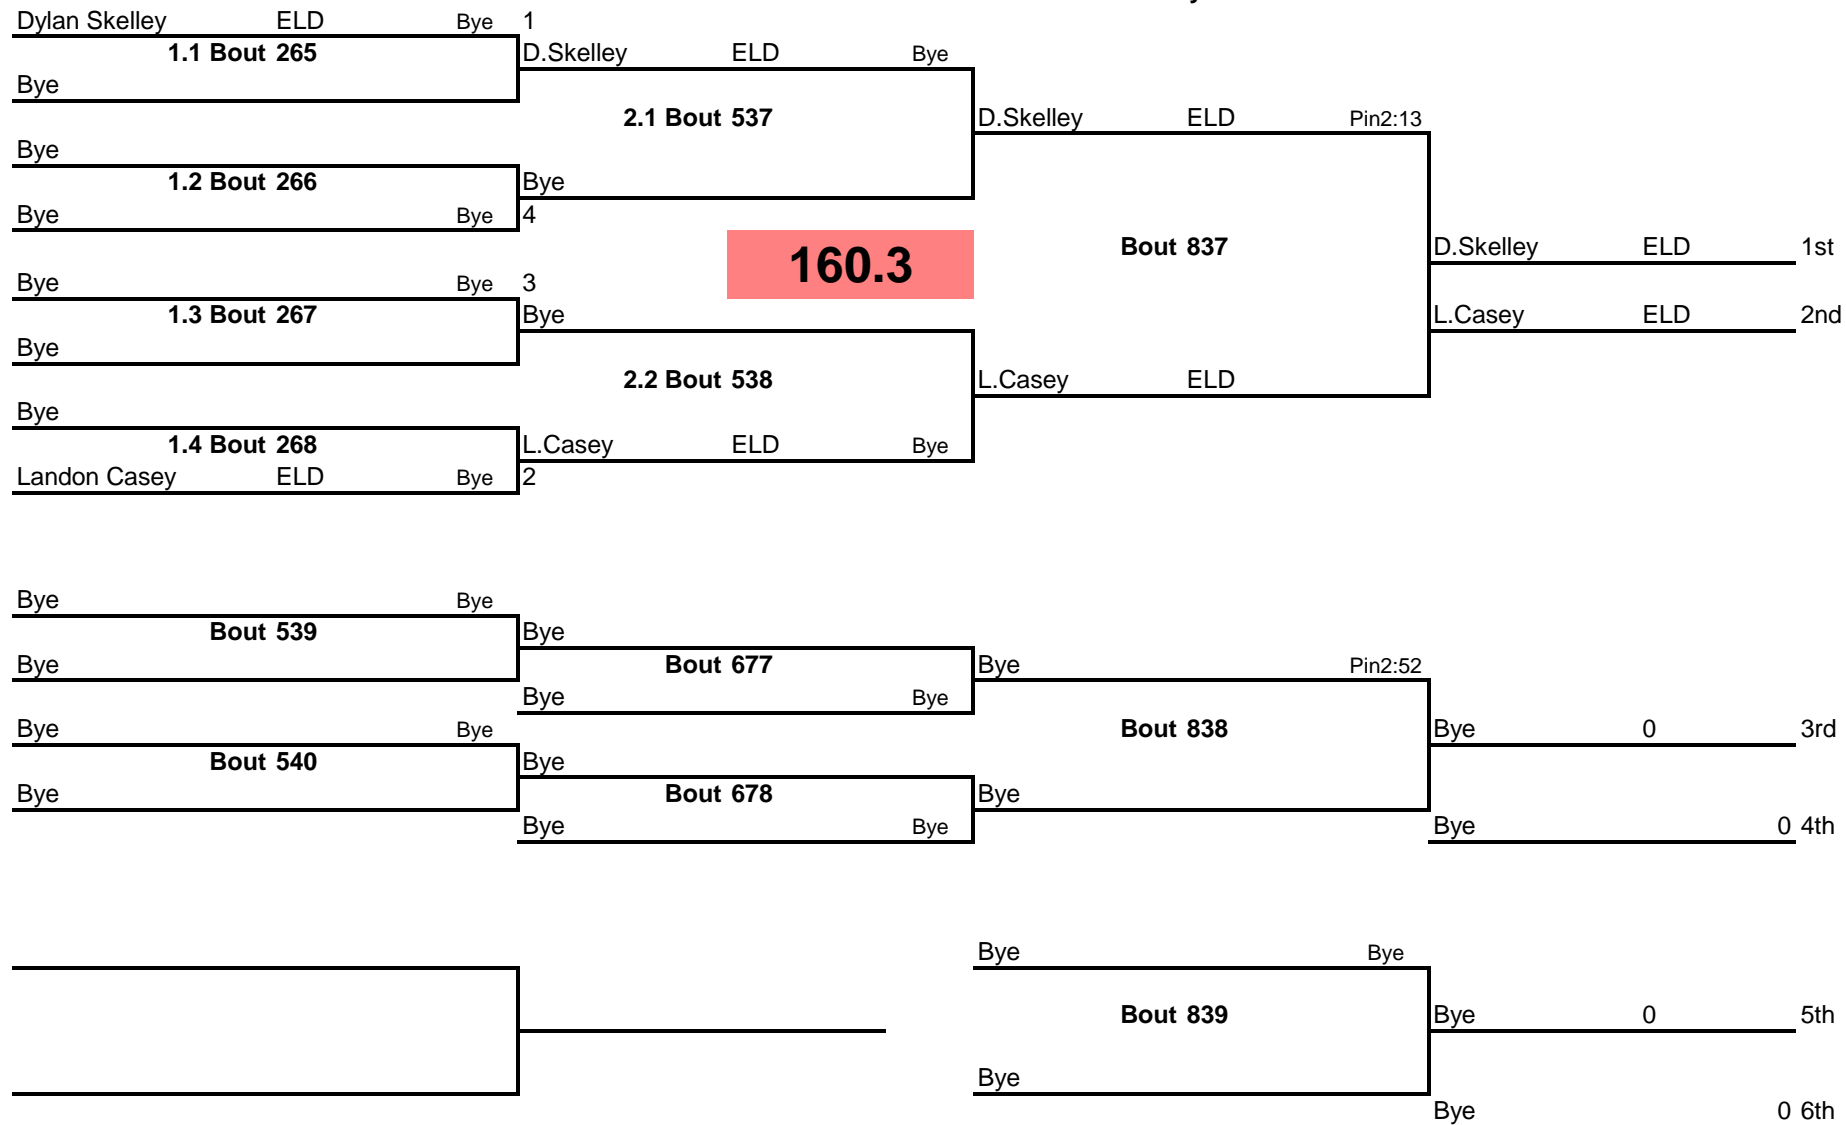 Dylan Skelley ELD Bye 1
1.1 Bout 265 D.Skelley ELD Bye
Bye
2.1 Bout 537 D.Skelley ELD Pin2:13
Bye
1.2 Bout 266 Bye
Bye Bye 4
160.3 Bout 837 D.Skelley ELD 1st
Bye Bye 3
1.3 Bout 267 Bye L.Casey ELD 2nd
Bye
2.2 Bout 538 L.Casey ELD
Bye
1.4 Bout 268 L.Casey ELD Bye
Landon Casey ELD Bye 2
Bye Bye
Bout 539 Bye
Bye Bout 677 Bye Pin2:52
Bye Bye
Bye Bye Bout 838 Bye 0 3rd
Bout 540 Bye
Bye Bout 678 Bye
Bye Bye Bye 0 4th
Bye Bye
Bout 839 Bye 0 5th
Bye
Bye 0 6th